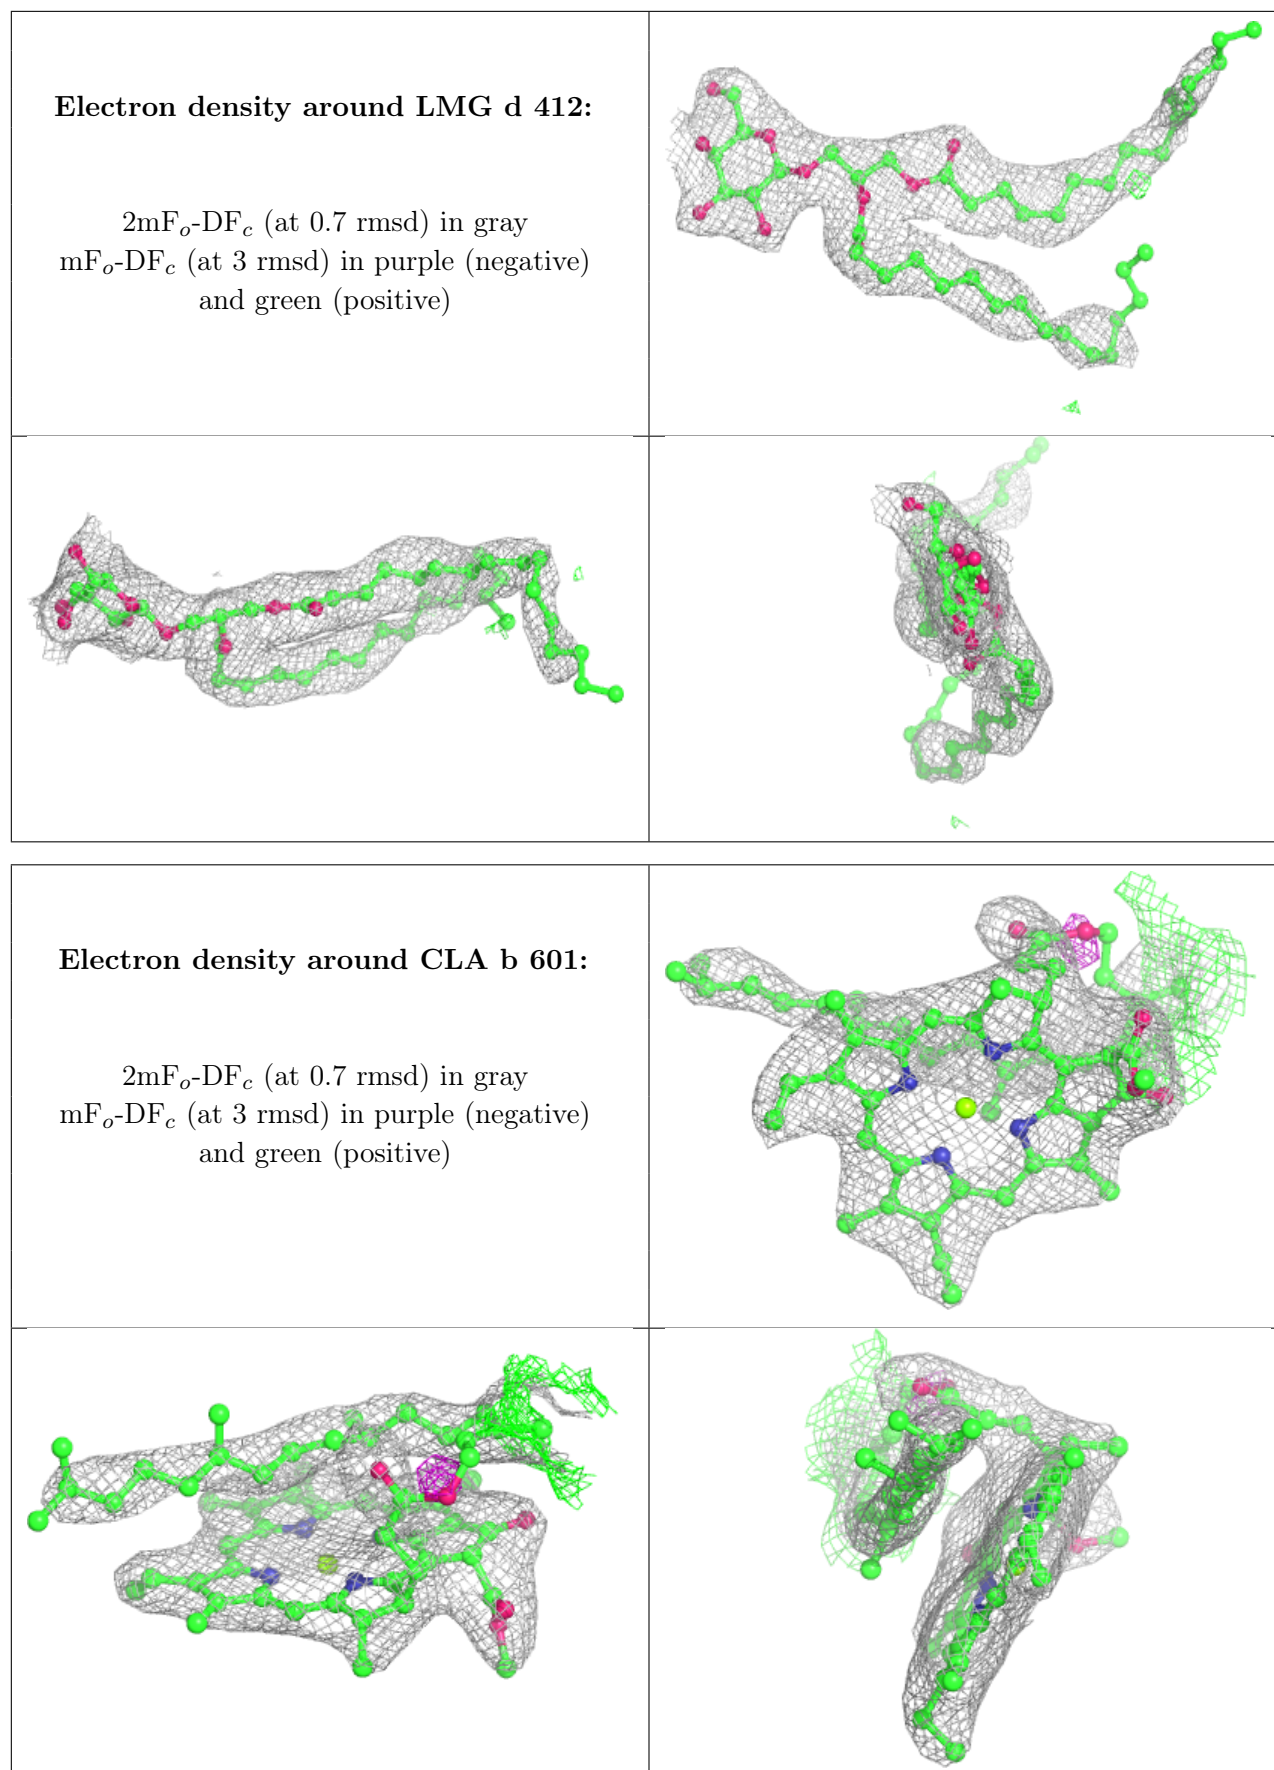 Electron density around LMG d 412:
2mFo-DFc (at 0.7 rmsd) in gray
mFo-DFc (at 3 rmsd) in purple (negative)
and green (positive)
Electron density around CLA b 601:
2mFo-DFc (at 0.7 rmsd) in gray
mFo-DFc (at 3 rmsd) in purple (negative)
and green (positive)